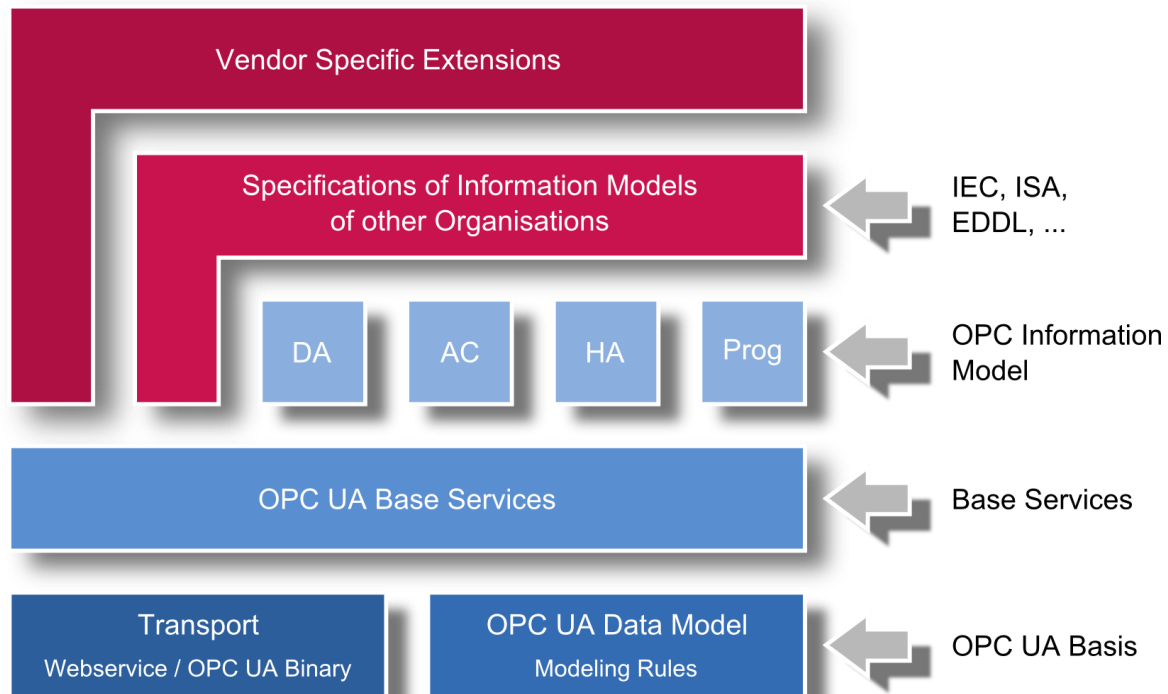 Vendor Specific Extensions
Specifications of Information Models
of other Organisations
IEC, ISA,
EDDL, ...
DA
AC
HA
Prog
OPC Information
Model
OPC UA Base Services
Base Services
Transport
Webservice / OPC UA Binary
OPC UA Data Model
Modeling Rules
OPC UA Basis